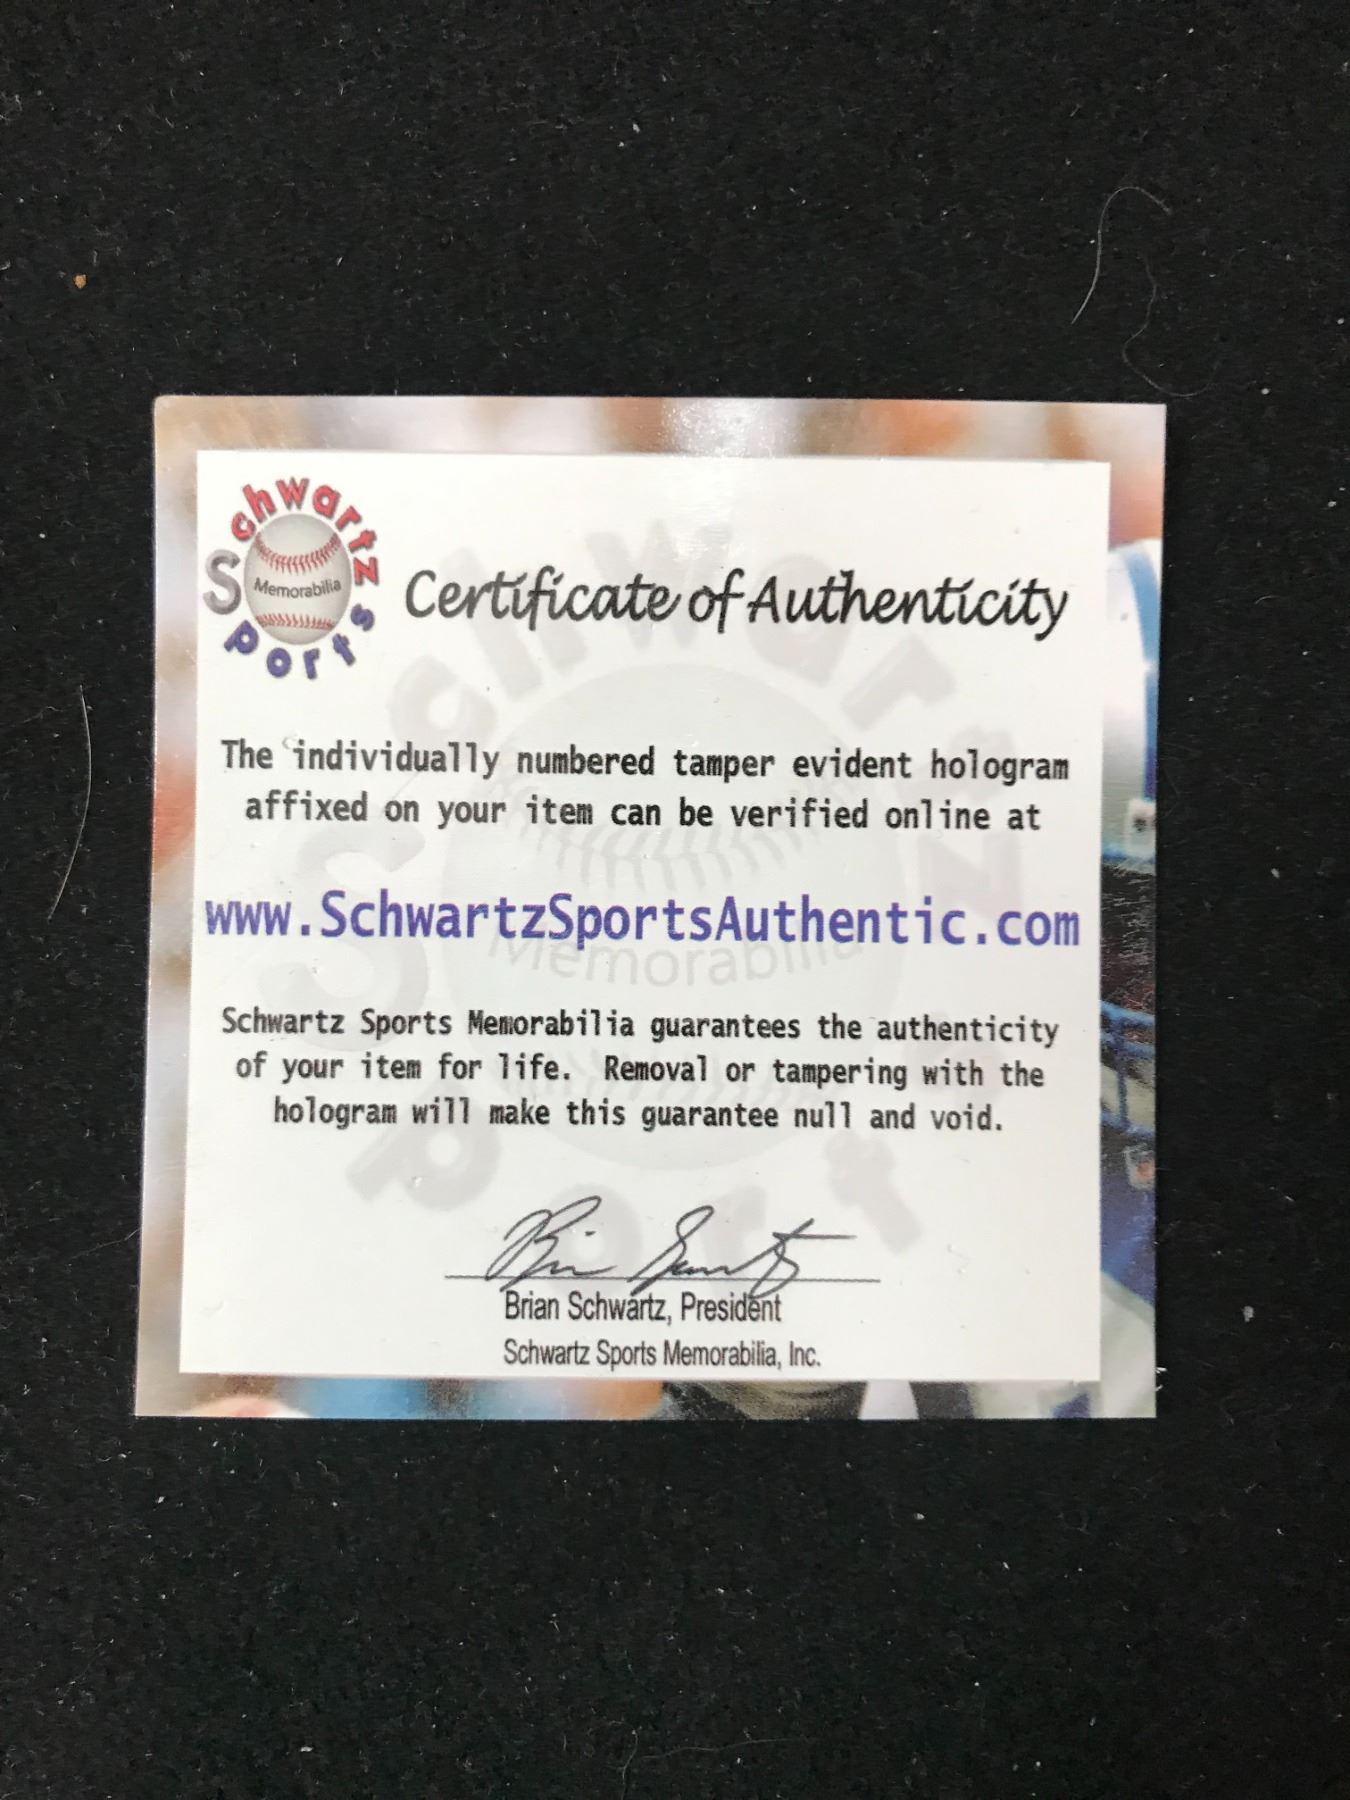 Schwartz
Sports
Memorabilia
Certificate of Authenticity
The individually numbered tamper evident hologram
affixed on your item can be verified online at
www.SchwartzSportsAuthentic.com
Schwartz Sports Memorabilia guarantees the authenticity
of your item for life. Removal or tampering with the
hologram will make this guarantee null and void.
Brian Schwartz
Brian Schwartz, President
Schwartz Sports Memorabilia, Inc.